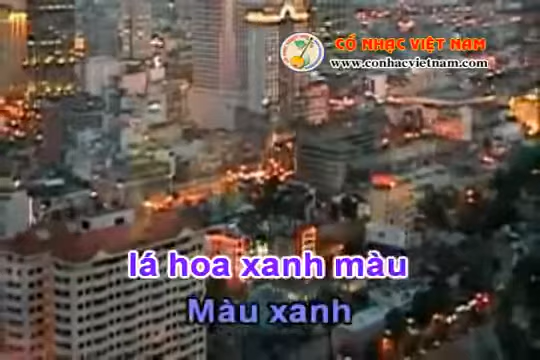 CỔ NHẠC VIỆT NAM
www.conhacvietnam.com
lá hoa xanh màu
Màu xanh